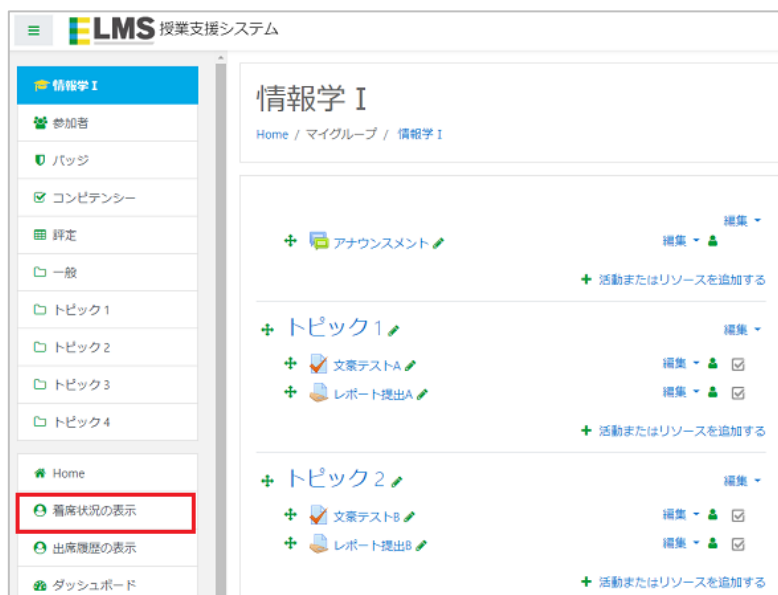 ELMS 授業支援システム
情報学 I
参加者
バッジ
コンピテンシー
評定
一般
トピック 1
トピック 2
トピック 3
トピック 4
Home
着席状況の表示
出席履歴の表示
ダッシュボード
情報学 I
Home / マイグループ / 情報学 I
編集
アナウンスメント 編集
+ 活動またはリソースを追加する
トピック 1 編集
文豪テストA 編集
レポート提出A 編集
+ 活動またはリソースを追加する
トピック 2 編集
文豪テストB 編集
レポート提出B 編集
+ 活動またはリソースを追加する